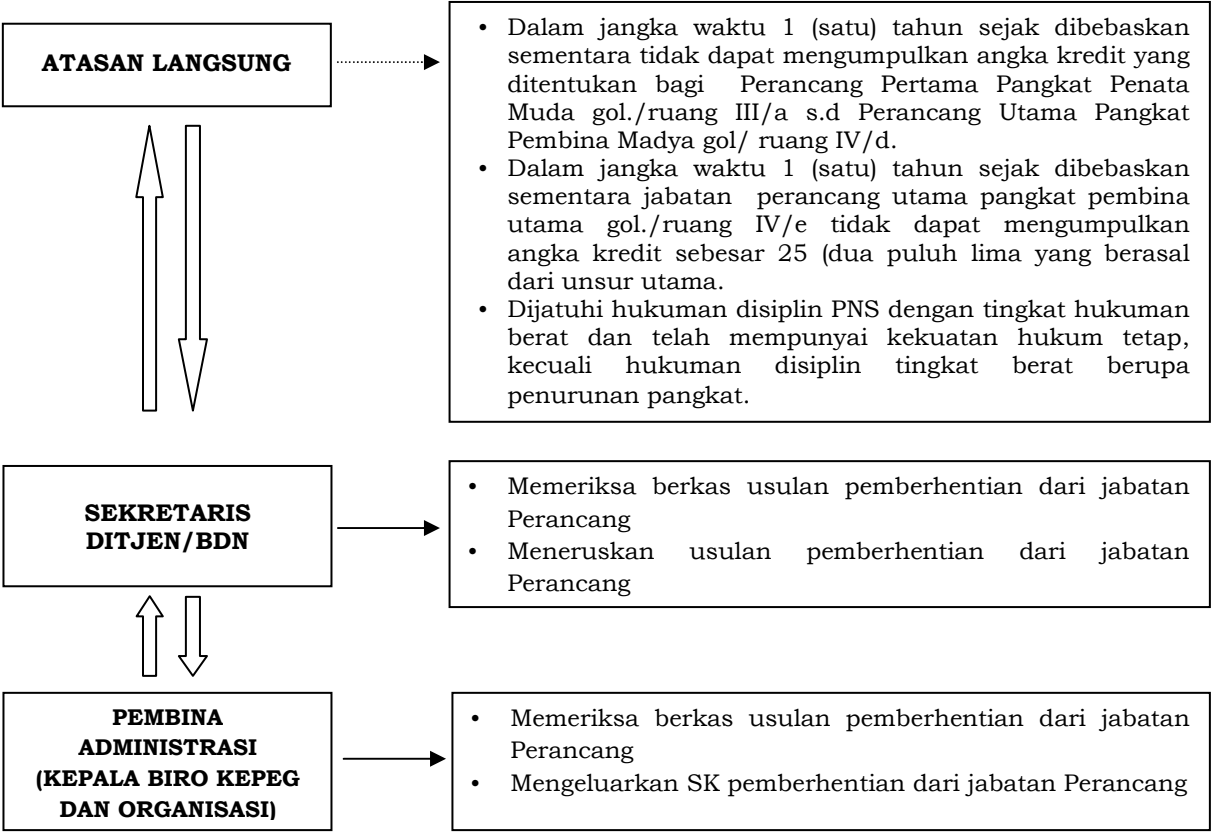 ATASAN LANGSUNG
• Dalam jangka waktu 1 (satu) tahun sejak dibebaskan
sementara tidak dapat mengumpulkan angka kredit yang
ditentukan bagi Perancang Pertama Pangkat Penata
Muda gol./ruang III/a s.d Perancang Utama Pangkat
Pembina Madya gol/ ruang IV/d.
• Dalam jangka waktu 1 (satu) tahun sejak dibebaskan
sementara jabatan perancang utama pangkat pembina
utama gol./ruang IV/e tidak dapat mengumpulkan
angka kredit sebesar 25 (dua puluh lima yang berasal
dari unsur utama.
• Dijatuhi hukuman disiplin PNS dengan tingkat hukuman
berat dan telah mempunyai kekuatan hukum tetap,
kecuali hukuman disiplin tingkat berat berupa
penurunan pangkat.
SEKRETARIS
DITJEN/BDN
• Memeriksa berkas usulan pemberhentian dari jabatan
Perancang
• Meneruskan usulan pemberhentian dari jabatan
Perancang
PEMBINA
ADMINISTRASI
(KEPALA BIRO KEPEG
DAN ORGANISASI)
• Memeriksa berkas usulan pemberhentian dari jabatan
Perancang
• Mengeluarkan SK pemberhentian dari jabatan Perancang